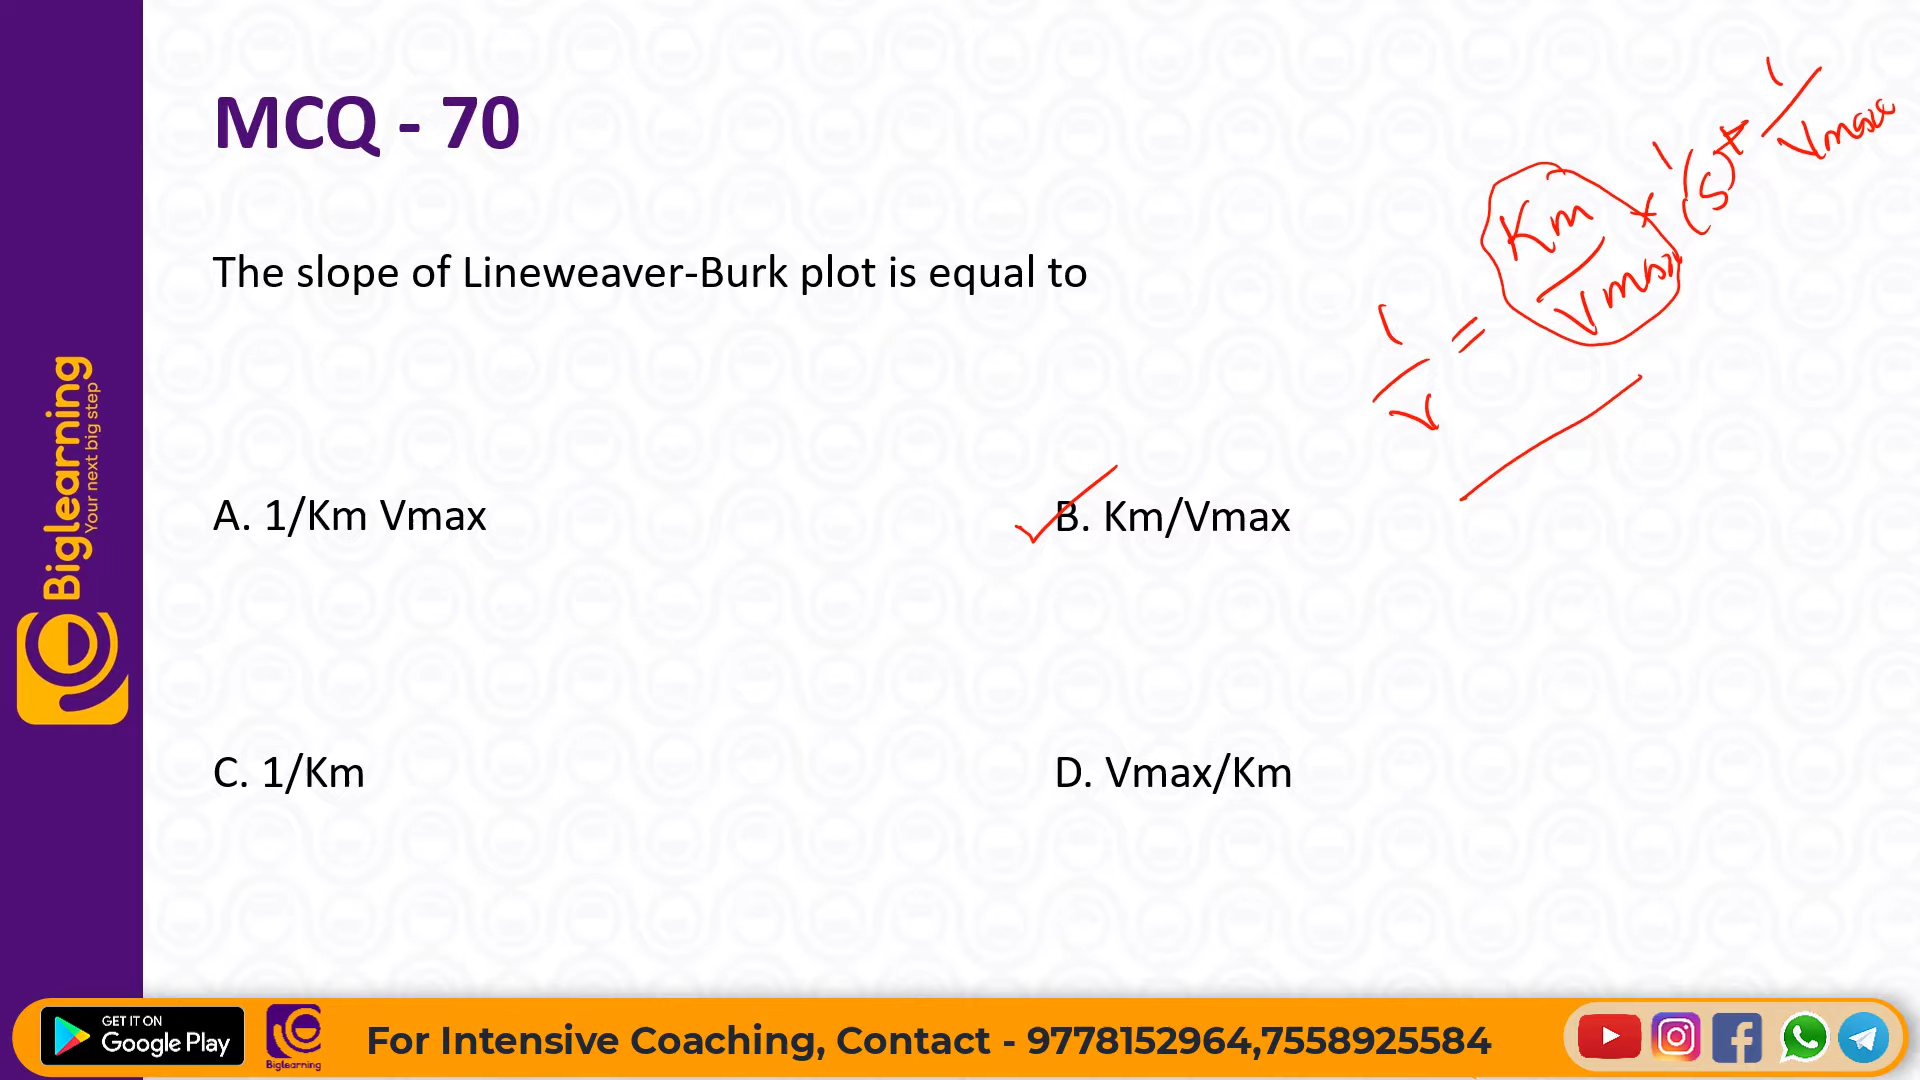 MCQ - 70
The slope of Lineweaver-Burk plot is equal to
1/V = Km/Vmax × 1/(S) + 1/Vmax
A. 1/Km Vmax
B. Km/Vmax
C. 1/Km
D. Vmax/Km
Biglearning
Your next big step
GET IT ON
Google Play
Biglearning
For Intensive Coaching, Contact - 9778152964,7558925584